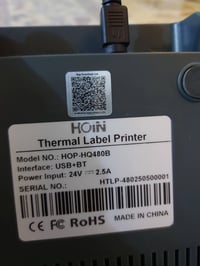 HOIN
Thermal Label Printer
Model NO.: HOP-HQ480B
Interface: USB+BT
Power Input: 24V ⎓ 2.5A
SERIAL NO.:
HTLP-480250500001
CE FC RoHS
MADE IN CHINA